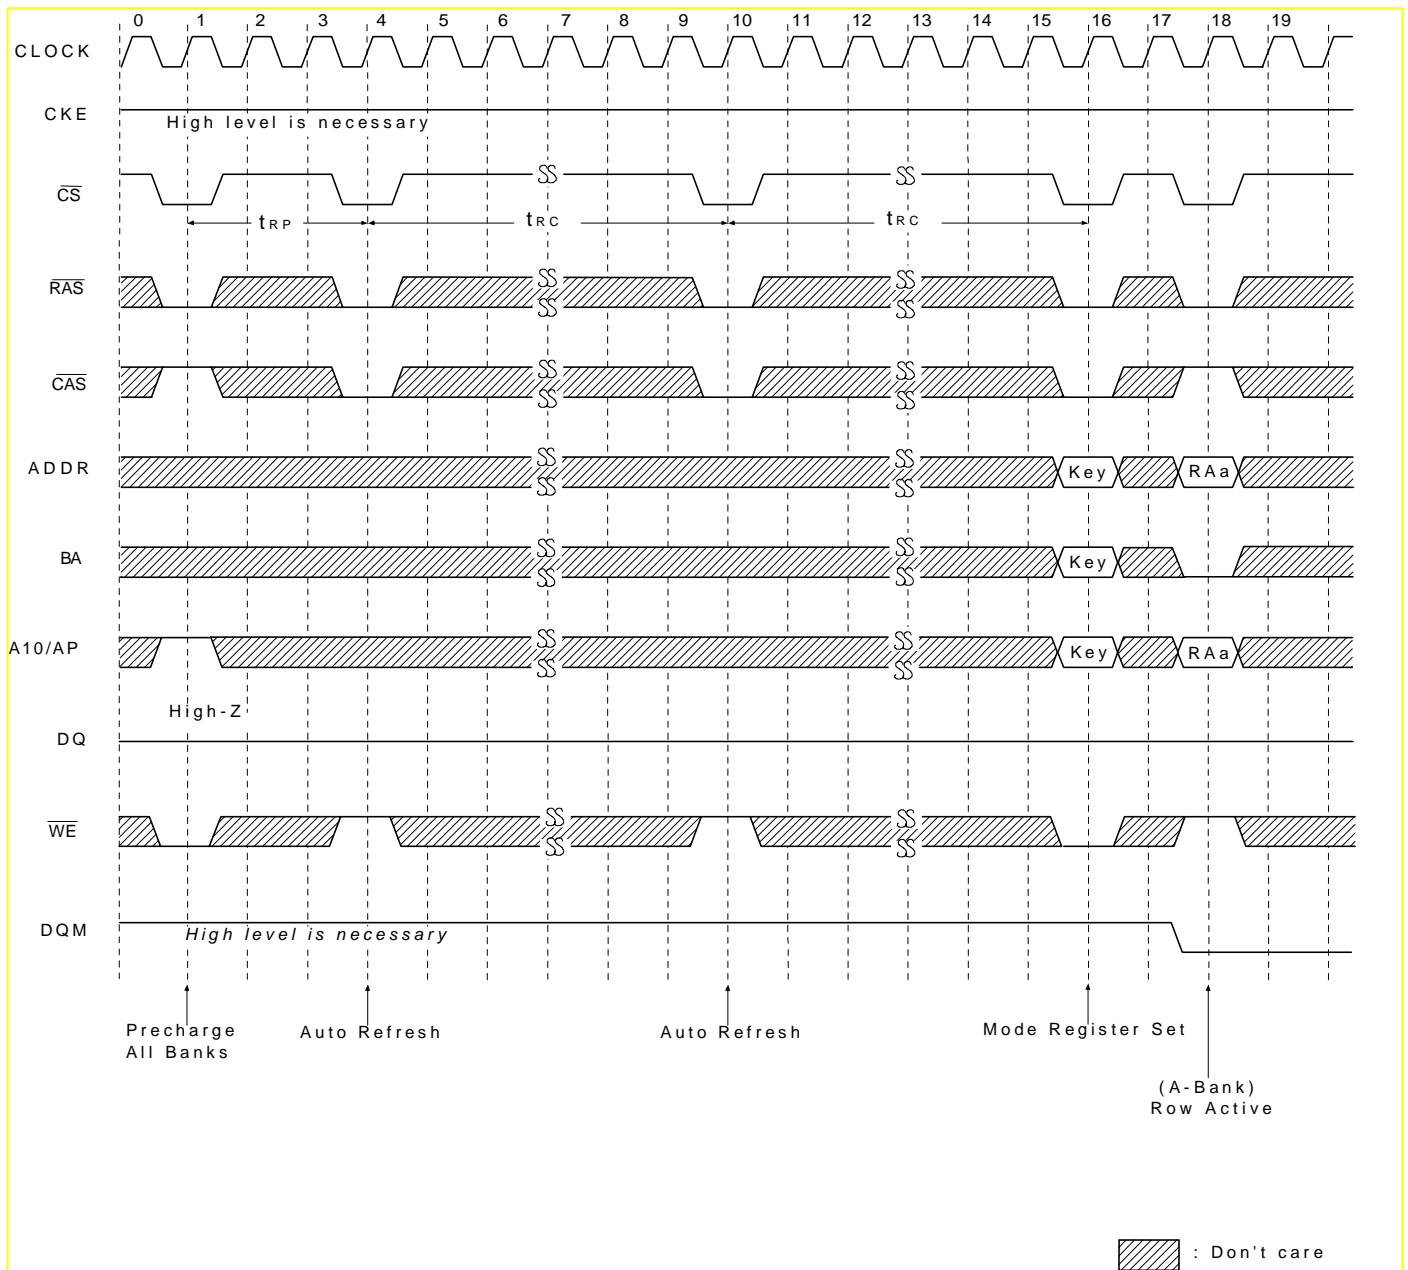 0 1 2 3 4 5 6 7 8 9 10 11 12 13 14 15 16 17 18 19
CLOCK
CKE
High level is necessary
CS
tRP tRC tRC
RAS
CAS
ADDR Key RAa
BA Key
A10/AP Key RAa
High-Z
DQ
WE
DQM
High level is necessary
Precharge
All Banks
Auto Refresh
Auto Refresh
Mode Register Set
(A-Bank)
Row Active
: Don't care